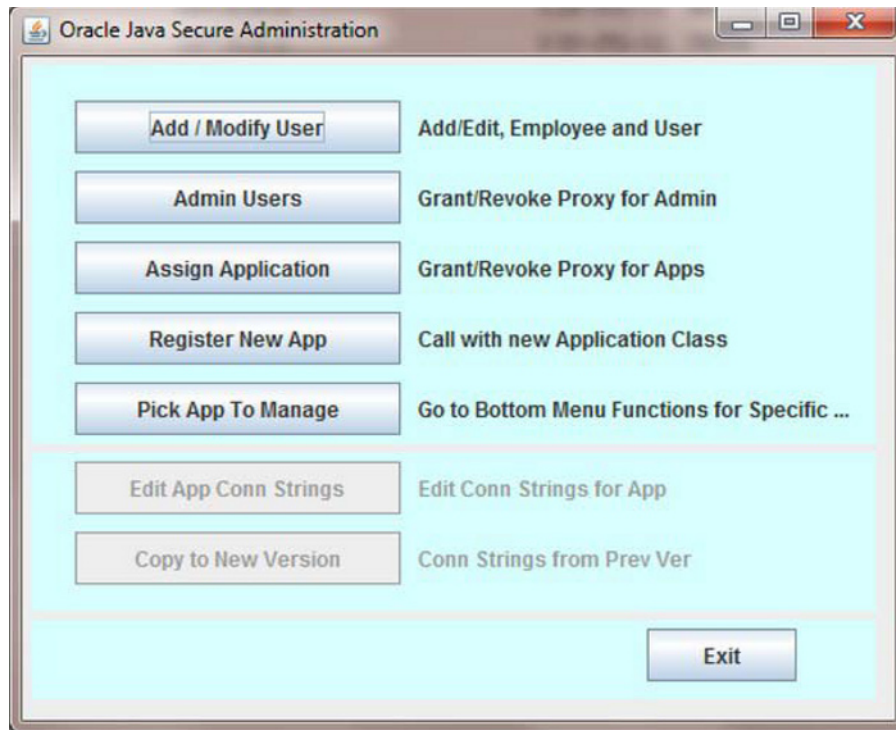 Oracle Java Secure Administration
Add / Modify User Add/Edit, Employee and User
Admin Users Grant/Revoke Proxy for Admin
Assign Application Grant/Revoke Proxy for Apps
Register New App Call with new Application Class
Pick App To Manage Go to Bottom Menu Functions for Specific ...
Edit App Conn Strings Edit Conn Strings for App
Copy to New Version Conn Strings from Prev Ver
Exit